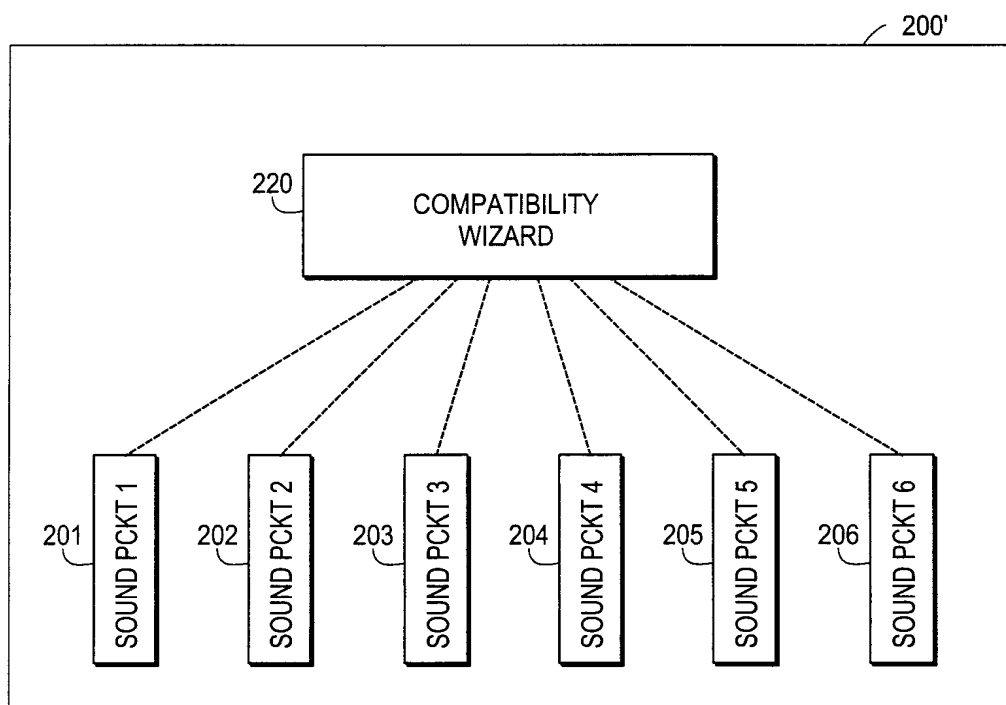 200'
220
COMPATIBILITY
WIZARD
201
SOUND PCKT 1
202
SOUND PCKT 2
203
SOUND PCKT 3
204
SOUND PCKT 4
205
SOUND PCKT 5
206
SOUND PCKT 6